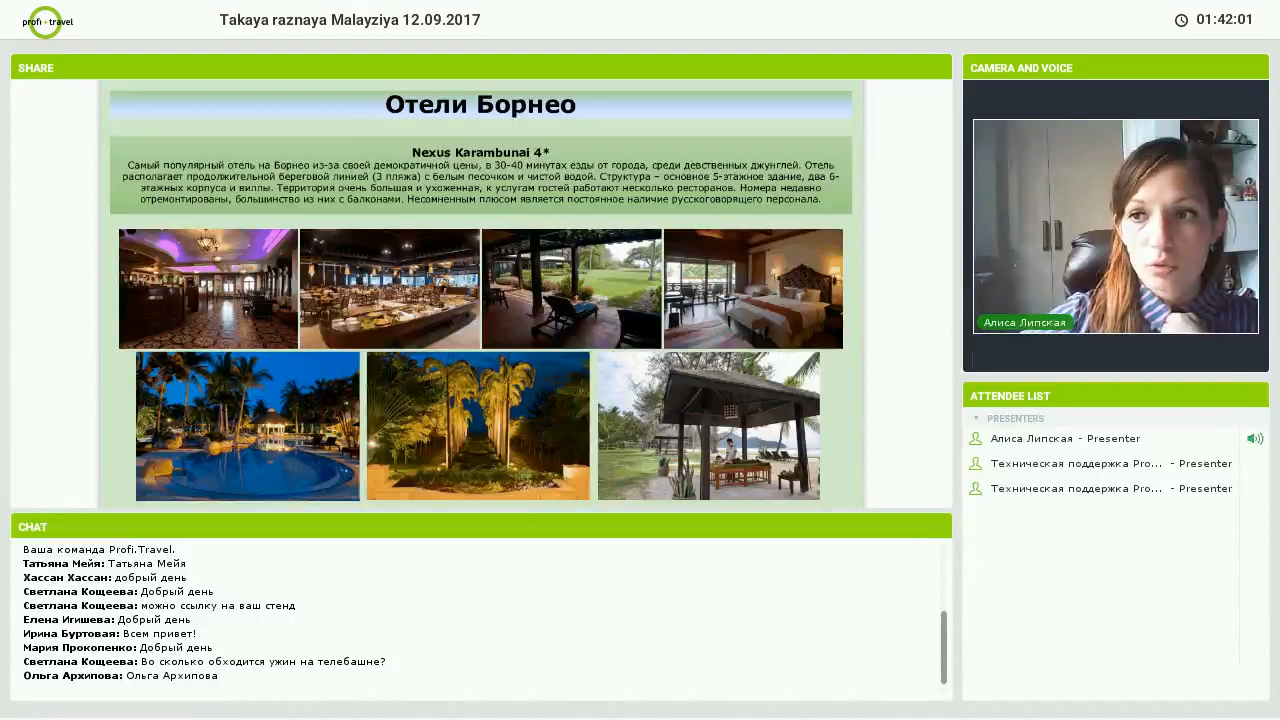 profi travel
Takaya raznaya Malayziya 12.09.2017
01:42:01
SHARE
Отели Борнео
Nexus Karambunai 4*
Самый популярный отель на Борнео из-за своей демократичной цены, в 30-40 минутах езды от города, среди девственных джунглей. Отель
располагает продолжительной береговой линией (3 пляжа) с белым песочком и чистой водой. Структура – основное 5-этажное здание, два 6-
этажных корпуса и виллы. Территория очень большая и ухоженная, к услугам гостей работают несколько ресторанов. Номера недавно
отремонтированы, большинство из них с балконами. Несомненным плюсом является постоянное наличие русскоговорящего персонала.
CAMERA AND VOICE
Алиса Липская
ATTENDEE LIST
PRESENTERS
Алиса Липская - Presenter
Техническая поддержка Pro... - Presenter
Техническая поддержка Pro... - Presenter
CHAT
Ваша команда Profi.Travel.
Татьяна Мейя: Татьяна Мейя
Хассан Хассан: добрый день
Светлана Кощеева: Добрый день
Светлана Кощеева: можно ссылку на ваш стенд
Елена Игишева: Добрый день
Ирина Буртовая: Всем привет!
Мария Прокопенко: Добрый день
Светлана Кощеева: Во сколько обходится ужин на телебашне?
Ольга Архипова: Ольга Архипова